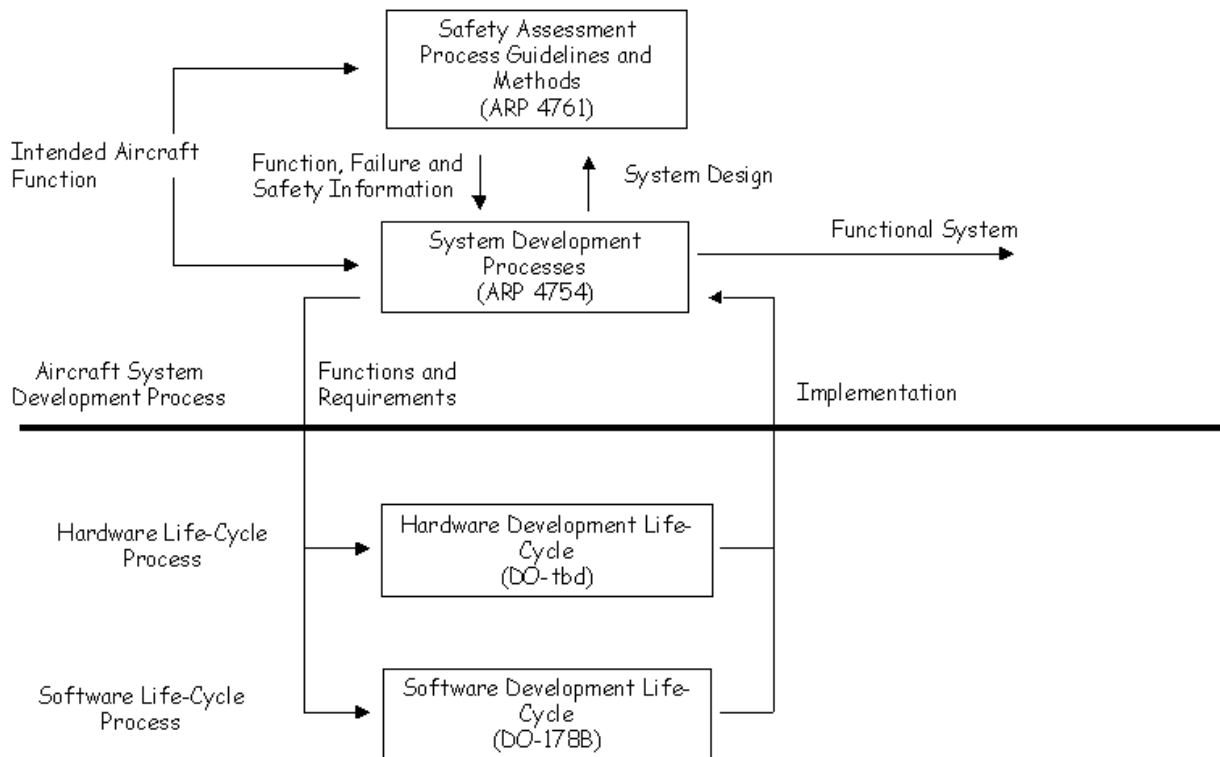 Safety Assessment
Process Guidelines and
Methods
(ARP 4761)
Intended Aircraft
Function
Function, Failure and
Safety Information
System Design
System Development
Processes
(ARP 4754)
Functional System
Aircraft System
Development Process
Functions and
Requirements
Implementation
Hardware Life-Cycle
Process
Hardware Development Life-
Cycle
(DO-tbd)
Software Life-Cycle
Process
Software Development Life-
Cycle
(DO-178B)